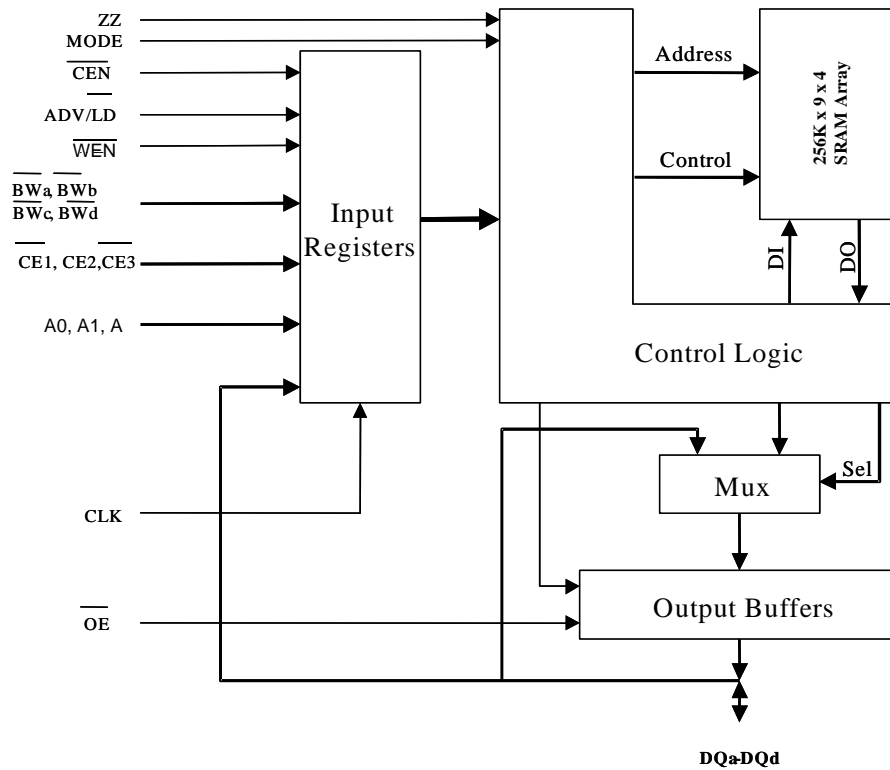 ZZ
MODE
CEN
ADV/LD
WEN
BWa, BWb
BWc, BWd
CE1, CE2,CE3
A0, A1, A
CLK
OE
Input
Registers
Address
Control
256K x 9 x 4
SRAM Array
DI
DO
Control Logic
Sel
Mux
Output Buffers
DQa-DQd